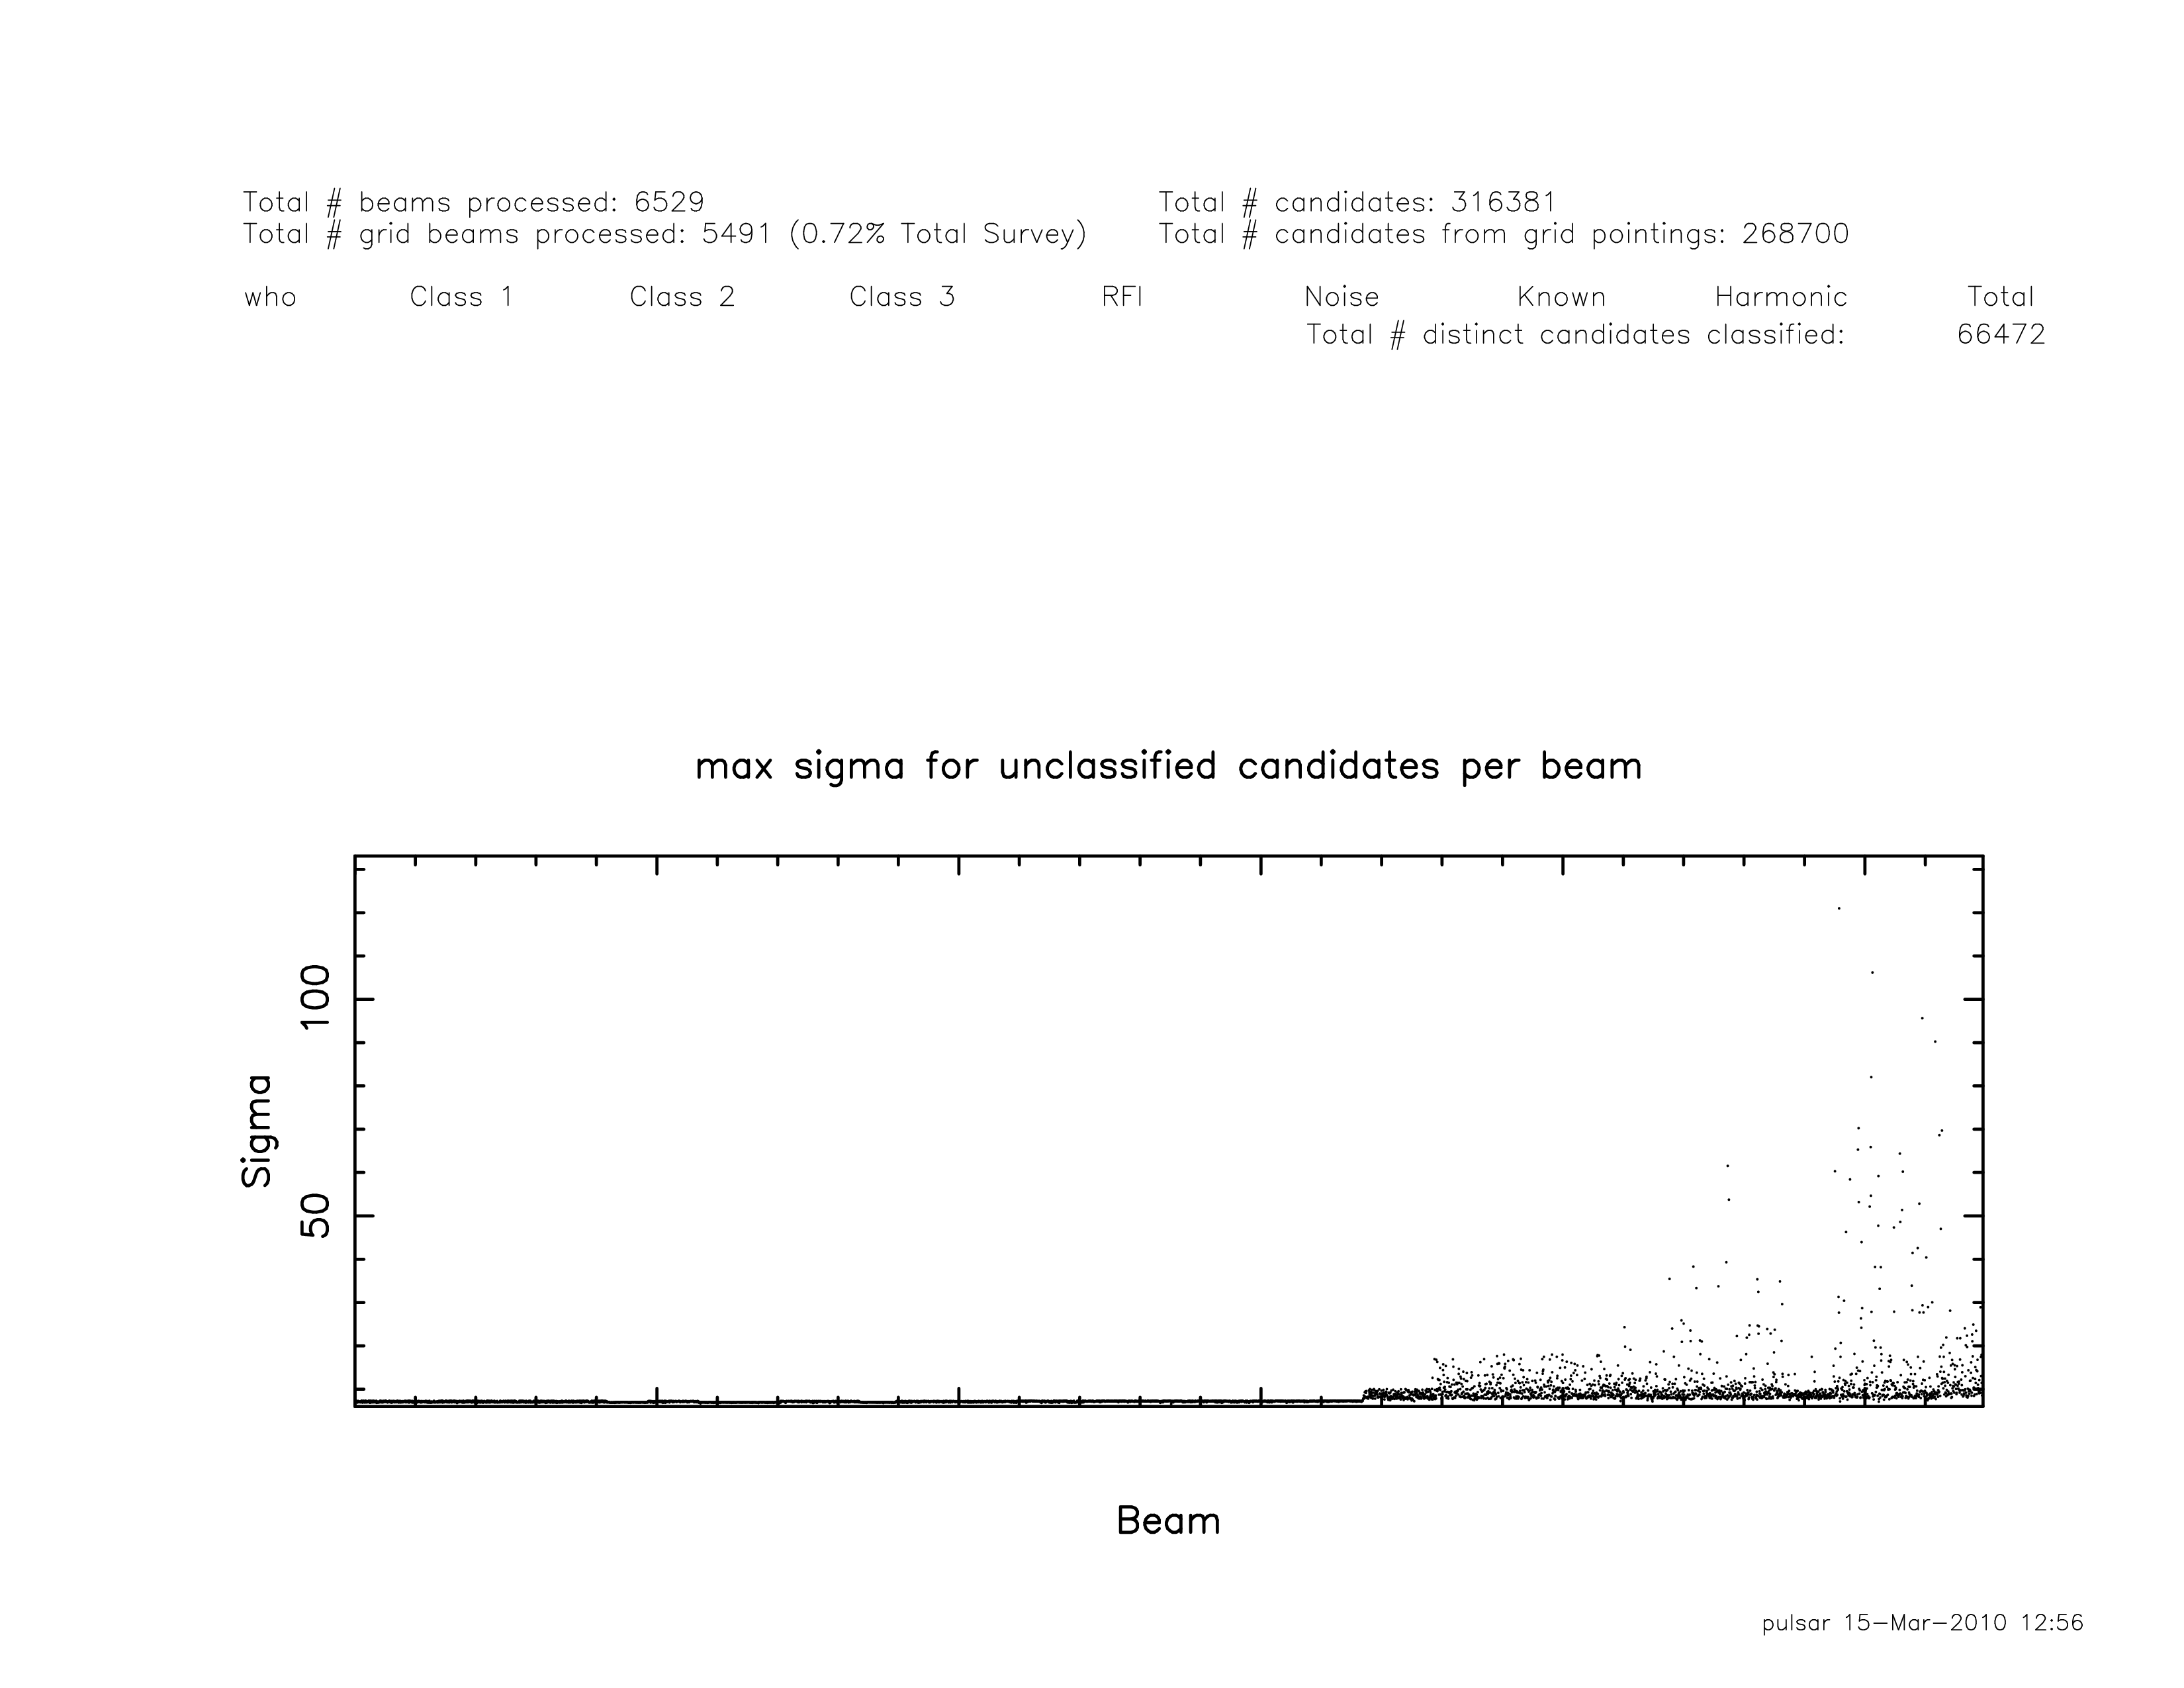 Total # beams processed: 6529 Total # candidates: 316381
Total # grid beams processed: 5491 (0.72% Total Survey) Total # candidates from grid pointings: 268700
who Class 1 Class 2 Class 3 RFI Noise Known Harmonic Total
Total # distinct candidates classified: 66472
max sigma for unclassified candidates per beam
100
50
Sigma
Beam
pulsar 15-Mar-2010 12:56